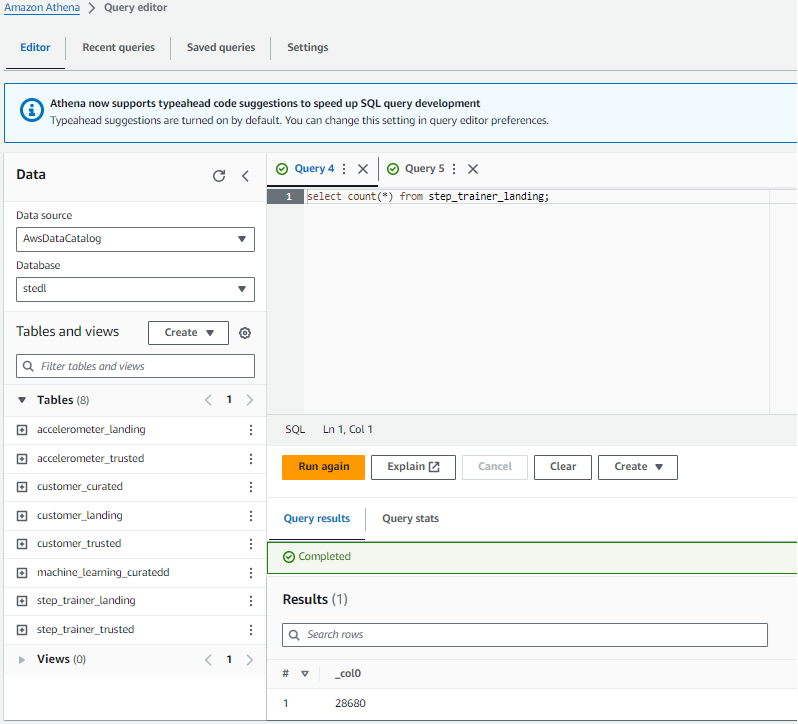 Amazon Athena > Query editor
Editor Recent queries Saved queries Settings
Athena now supports typeahead code suggestions to speed up SQL query development
Typeahead suggestions are turned on by default. You can change this setting in query editor preferences.
Data
Data source
AwsDataCatalog
Database
stedl
Tables and views Create
Filter tables and views
Tables (8) 1
accelerometer_landing
accelerometer_trusted
customer_curated
customer_landing
customer_trusted
machine_learning_curatedd
step_trainer_landing
step_trainer_trusted
Views (0) 1
Query 4 Query 5
1 select count(*) from step_trainer_landing;
SQL Ln 1, Col 1
Run again Explain Cancel Clear Create
Query results Query stats
Completed
Results (1)
Search rows
# _col0
1 28680